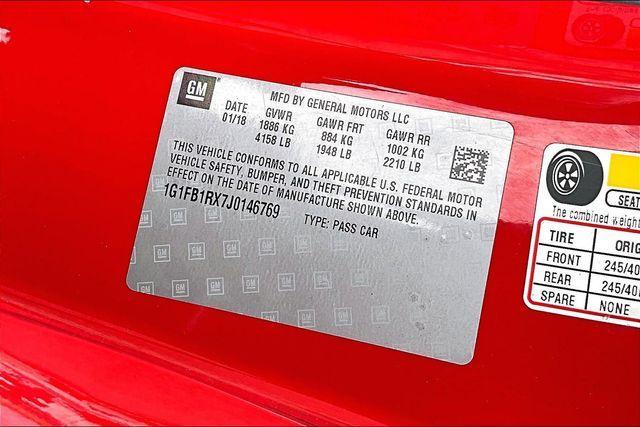 GM
MFD BY GENERAL MOTORS LLC
DATE GVWR GAWR FRT GAWR RR
01/18 1886 KG 884 KG 1002 KG
4158 LB 1948 LB 2210 LB
THIS VEHICLE CONFORMS TO ALL APPLICABLE U.S. FEDERAL MOTOR
VEHICLE SAFETY, BUMPER, AND THEFT PREVENTION STANDARDS IN
EFFECT ON THE DATE OF MANUFACTURE SHOWN ABOVE.
1G1FB1RX7J0146769
TYPE: PASS CAR
SEAT
The combined weight
TIRE ORIG
FRONT 245/40
REAR 245/40
SPARE NONE